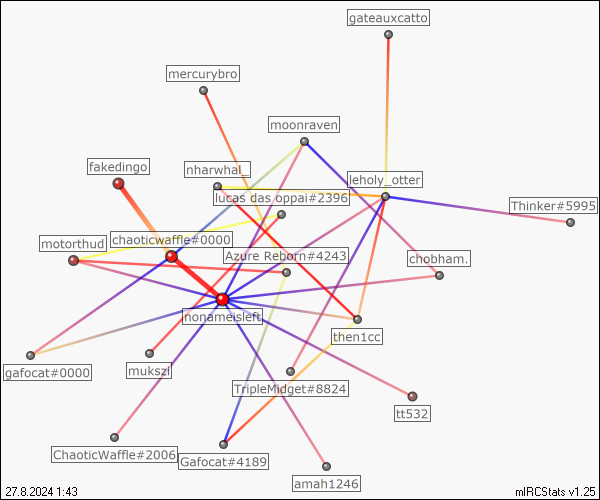 gateauxcatto
mercurybro
moonraven
fakedingo
nharwhal_
leholy_otter
lucas das oppai#2396
Thinker#5995
chaoticwaffle#0000
motorthud
Azure Reborn#4243
chobham.
nonameisleft
then1cc
gafocat#0000
mukszi
TripleMidget#8824
tt532
ChaoticWaffle#2006
Gafocat#4189
amah1246
27.8.2024 1:43
mIRCStats v1.25